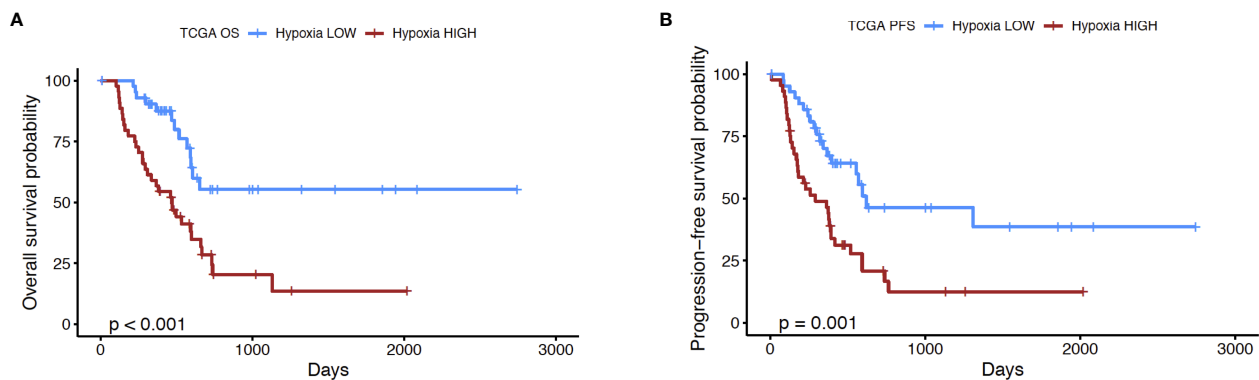 A
TCGA OS Hypoxia LOW Hypoxia HIGH
Overall survival probability
100
75
50
25
0
p < 0.001
0 1000 2000 3000
Days
B
TCGA PFS Hypoxia LOW Hypoxia HIGH
Progression−free survival probability
100
75
50
25
0
p = 0.001
0 1000 2000 3000
Days